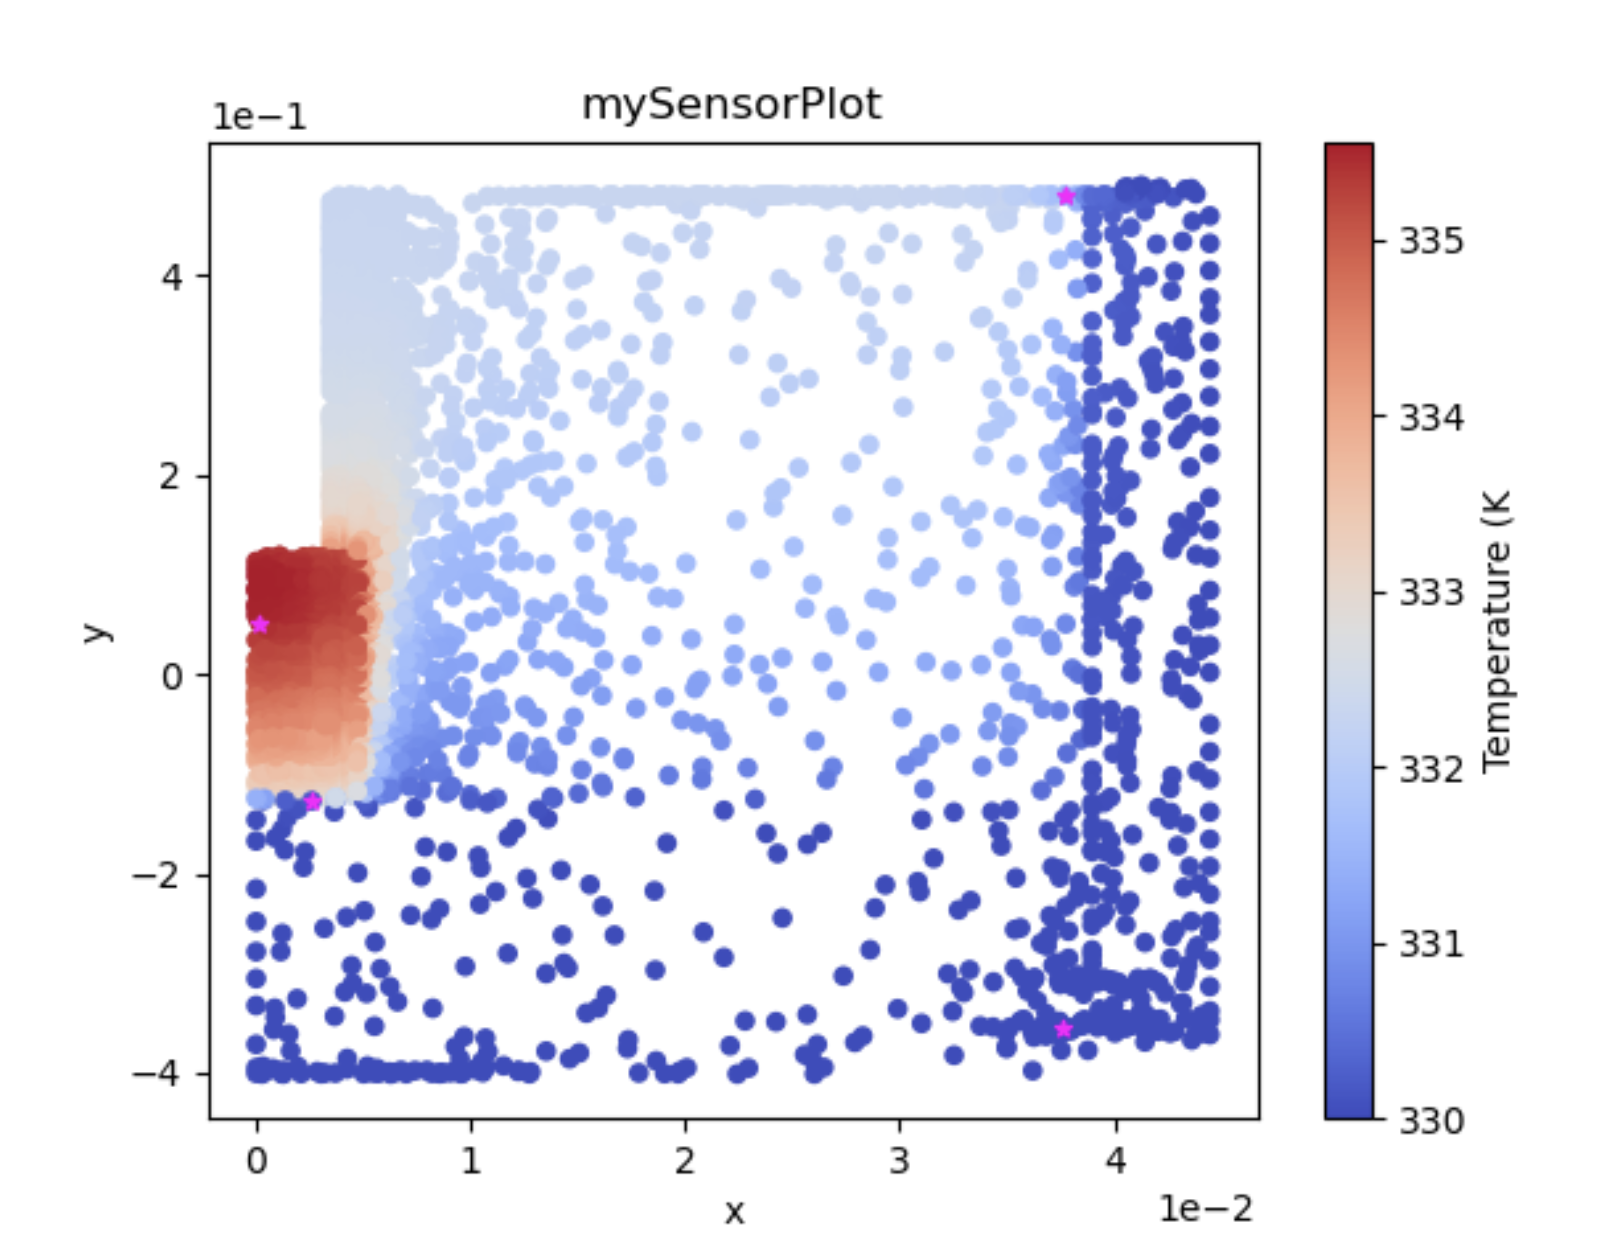 mySensorPlot
1e−1
4
2
0
−2
−4
y
0 1 2 3 4
1e−2
x
335
334
333
332
331
330
Temperature (K